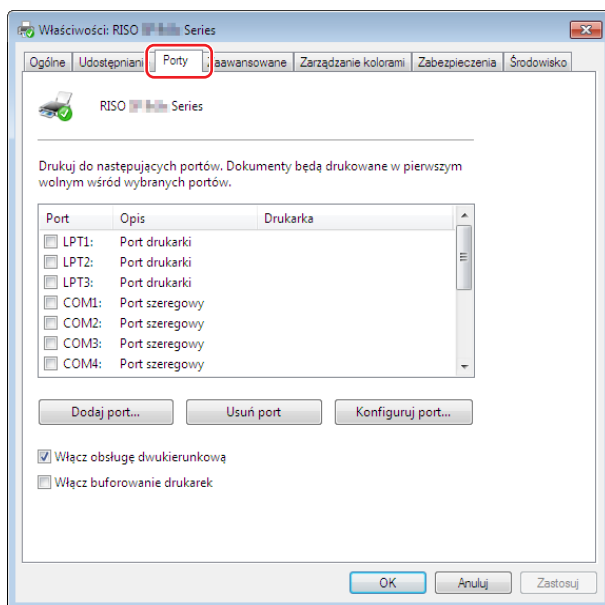 Właściwości: RISO Series
Ogólne Udostępniani Porty Zaawansowane Zarządzanie kolorami Zabezpieczenia Środowisko
RISO Series
Drukuj do następujących portów. Dokumenty będą drukowane w pierwszym
wolnym wśród wybranych portów.
Port Opis Drukarka
LPT1: Port drukarki
LPT2: Port drukarki
LPT3: Port drukarki
COM1: Port szeregowy
COM2: Port szeregowy
COM3: Port szeregowy
COM4: Port szeregowy
Dodaj port... Usuń port Konfiguruj port...
Włącz obsługę dwukierunkową
Włącz buforowanie drukarek
OK Anuluj Zastosuj